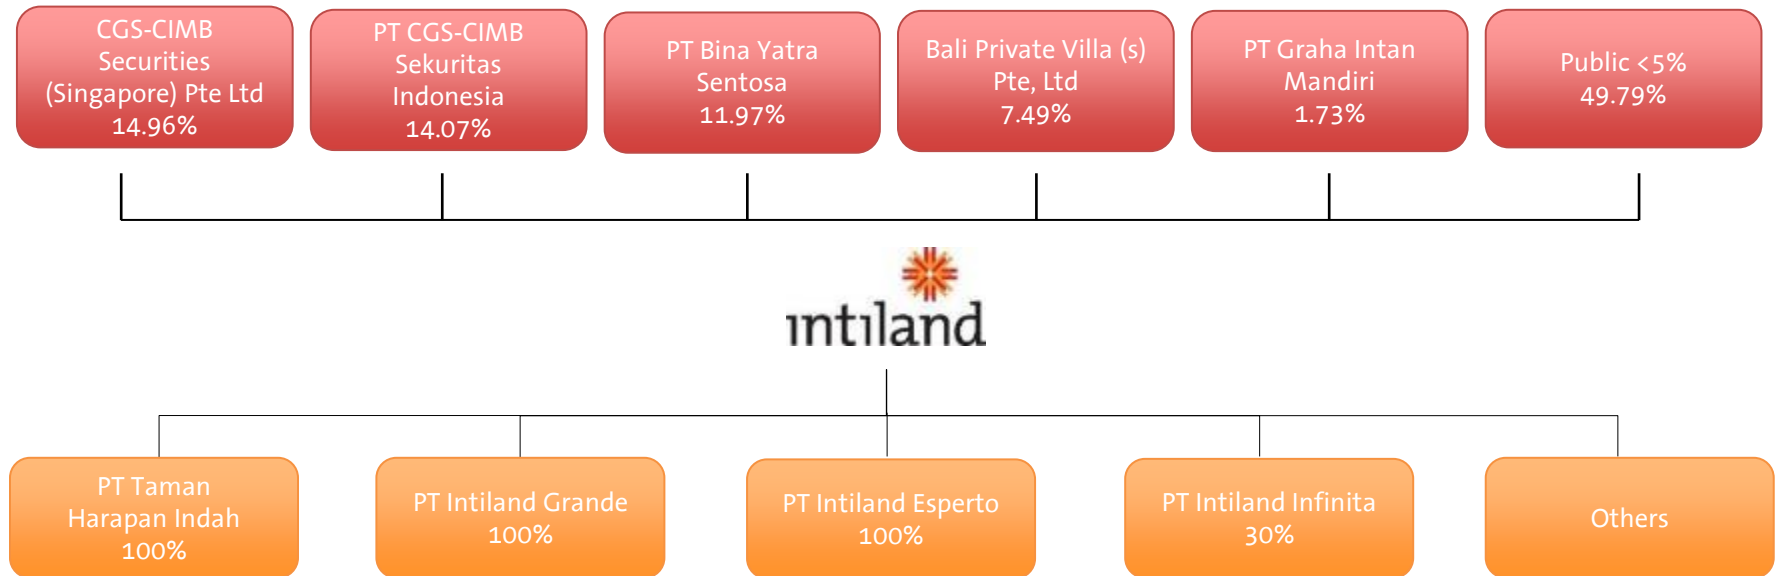 CGS-CIMB
Securities
(Singapore) Pte Ltd
14.96%
PT CGS-CIMB
Sekuritas
Indonesia
14.07%
PT Bina Yatra
Sentosa
11.97%
Bali Private Villa (s)
Pte, Ltd
7.49%
PT Graha Intan
Mandiri
1.73%
Public <5%
49.79%
intiland
PT Taman
Harapan Indah
100%
PT Intiland Grande
100%
PT Intiland Esperto
100%
PT Intiland Infinita
30%
Others